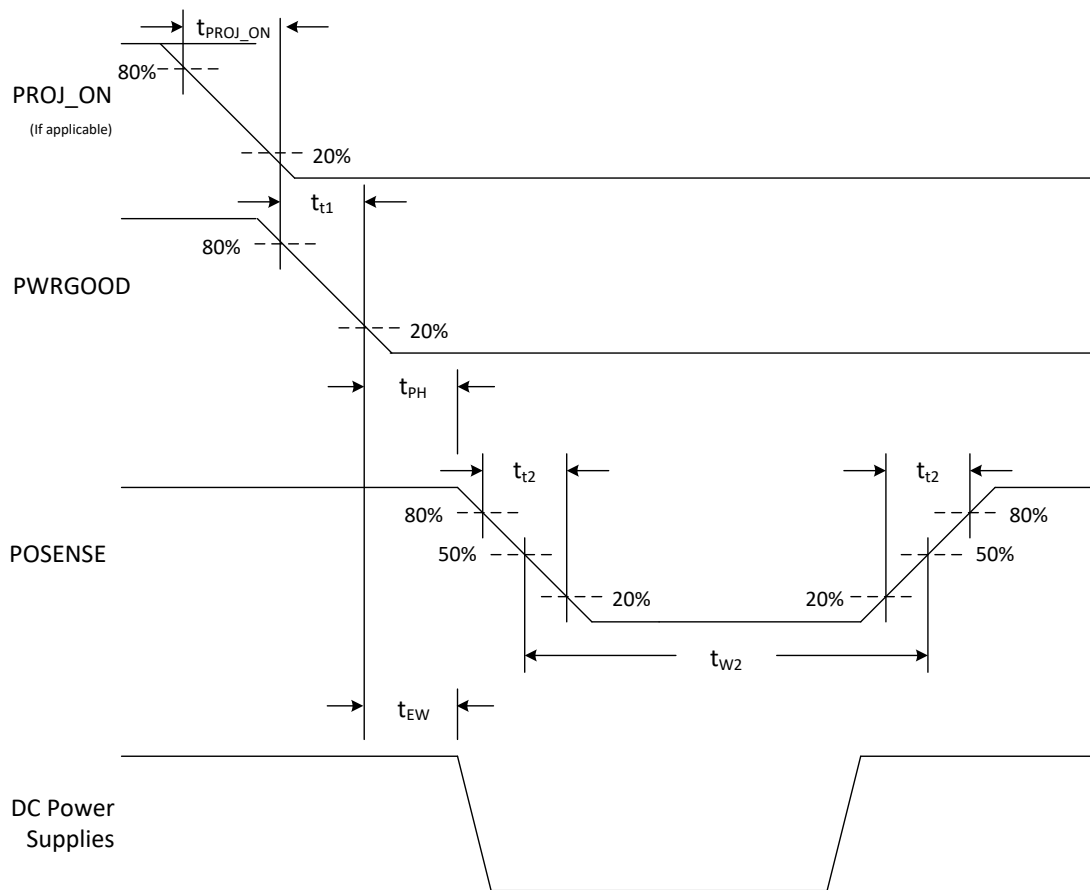 tPROJ_ON
80%
PROJ_ON
(If applicable)
20%
tt1
80%
PWRGOOD
20%
tPH
tt2
tt2
80%
80%
POSENSE
50%
50%
20%
20%
tW2
tEW
DC Power
Supplies